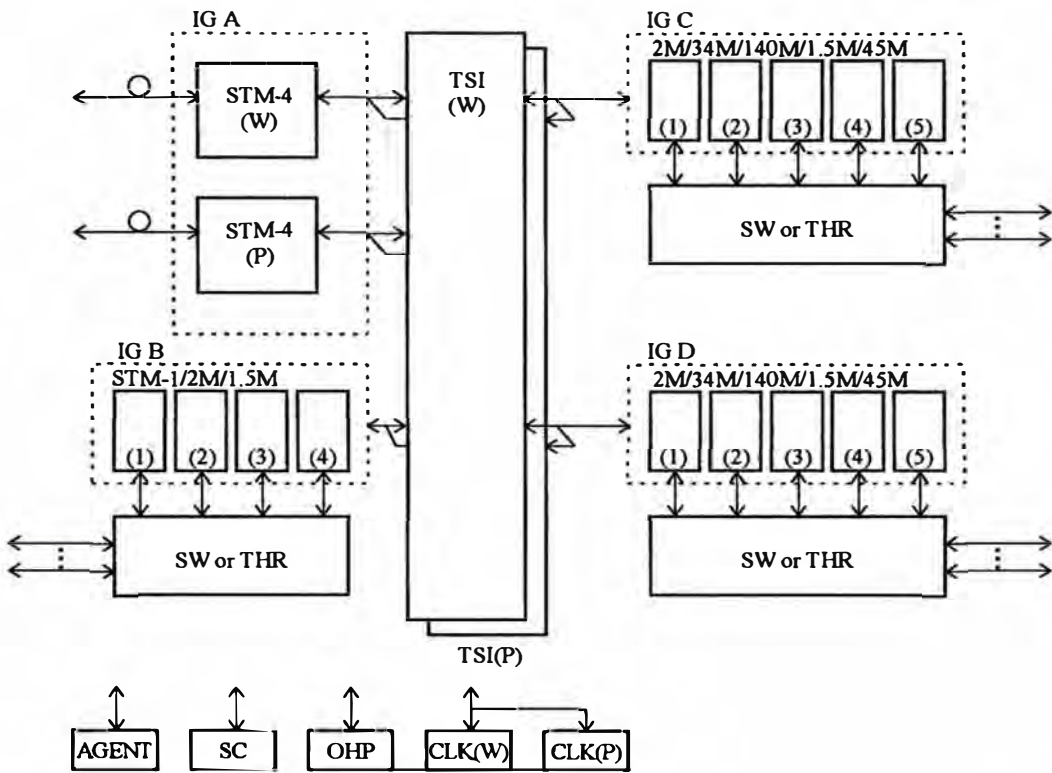 IG A
STM-4
(W)
STM-4
(P)
TSI
(W)
IG C
2M/34M/140M/1.5M/45M
(1) (2) (3) (4) (5)
SW or THR
IG B
STM-1/2M/1.5M
(1) (2) (3) (4)
SW or THR
IG D
2M/34M/140M/1.5M/45M
(1) (2) (3) (4) (5)
SW or THR
TSI(P)
AGENT SC OHP CLK(W) CLK(P)